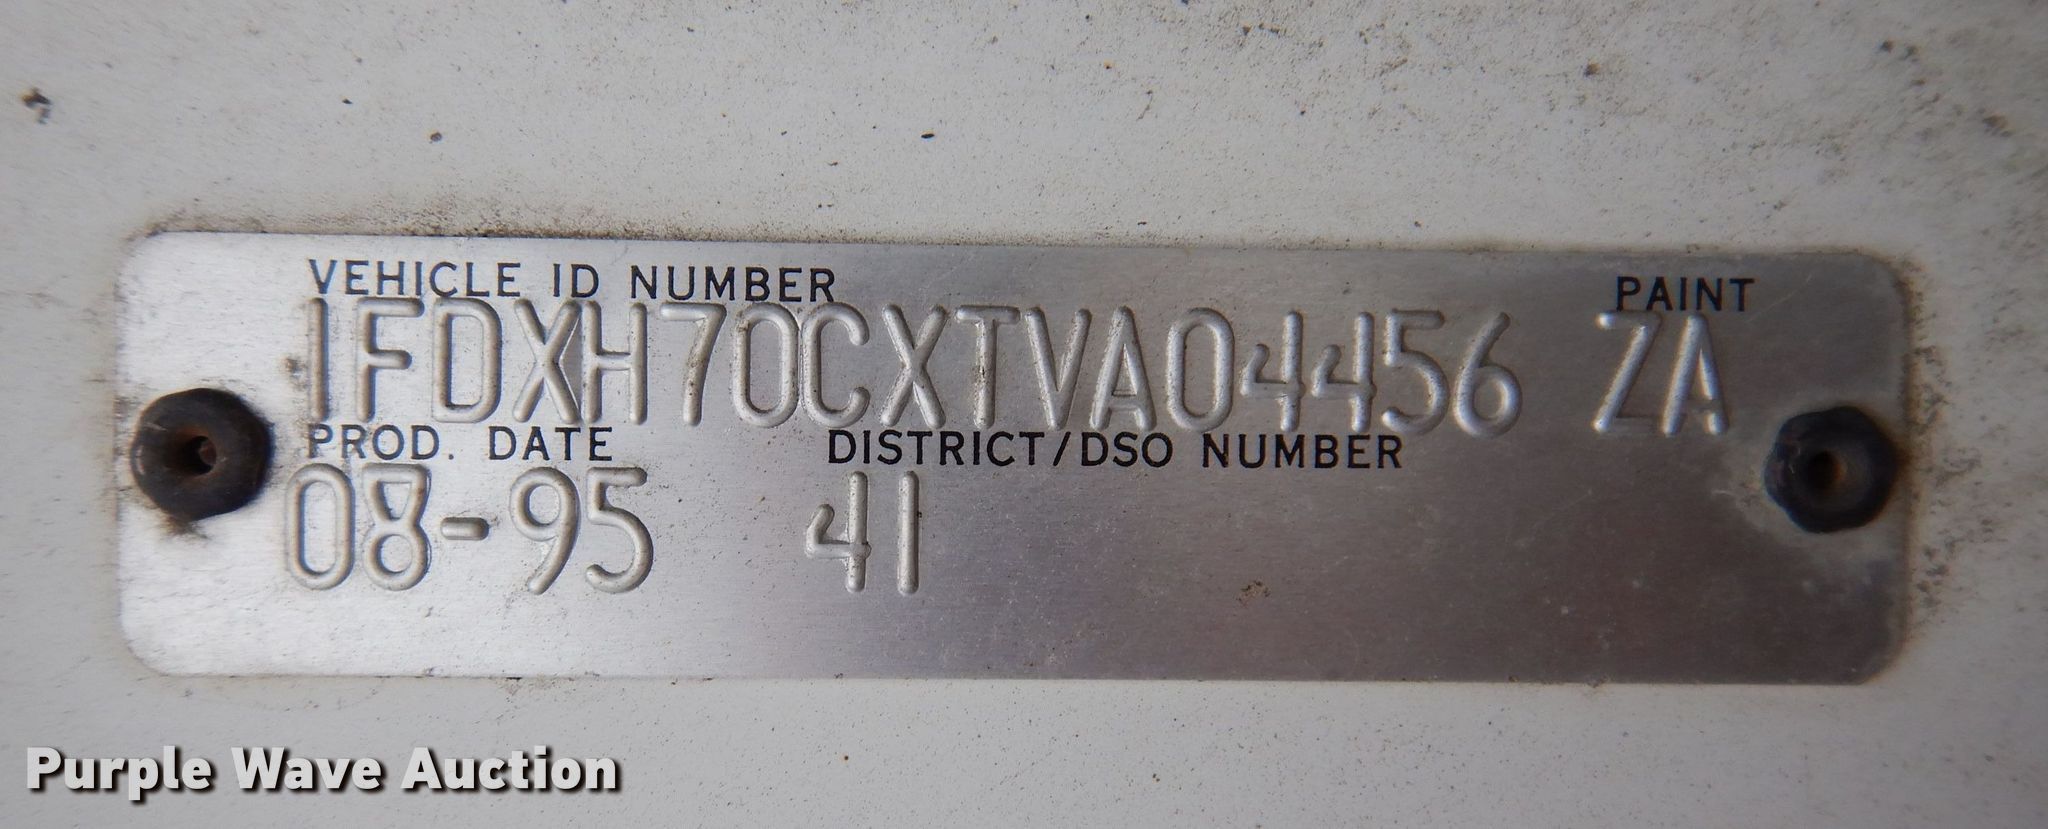 VEHICLE ID NUMBER PAINT
1FDXH70CXTVA04456 ZA
PROD. DATE DISTRICT/DSO NUMBER
08-95 41
Purple Wave Auction